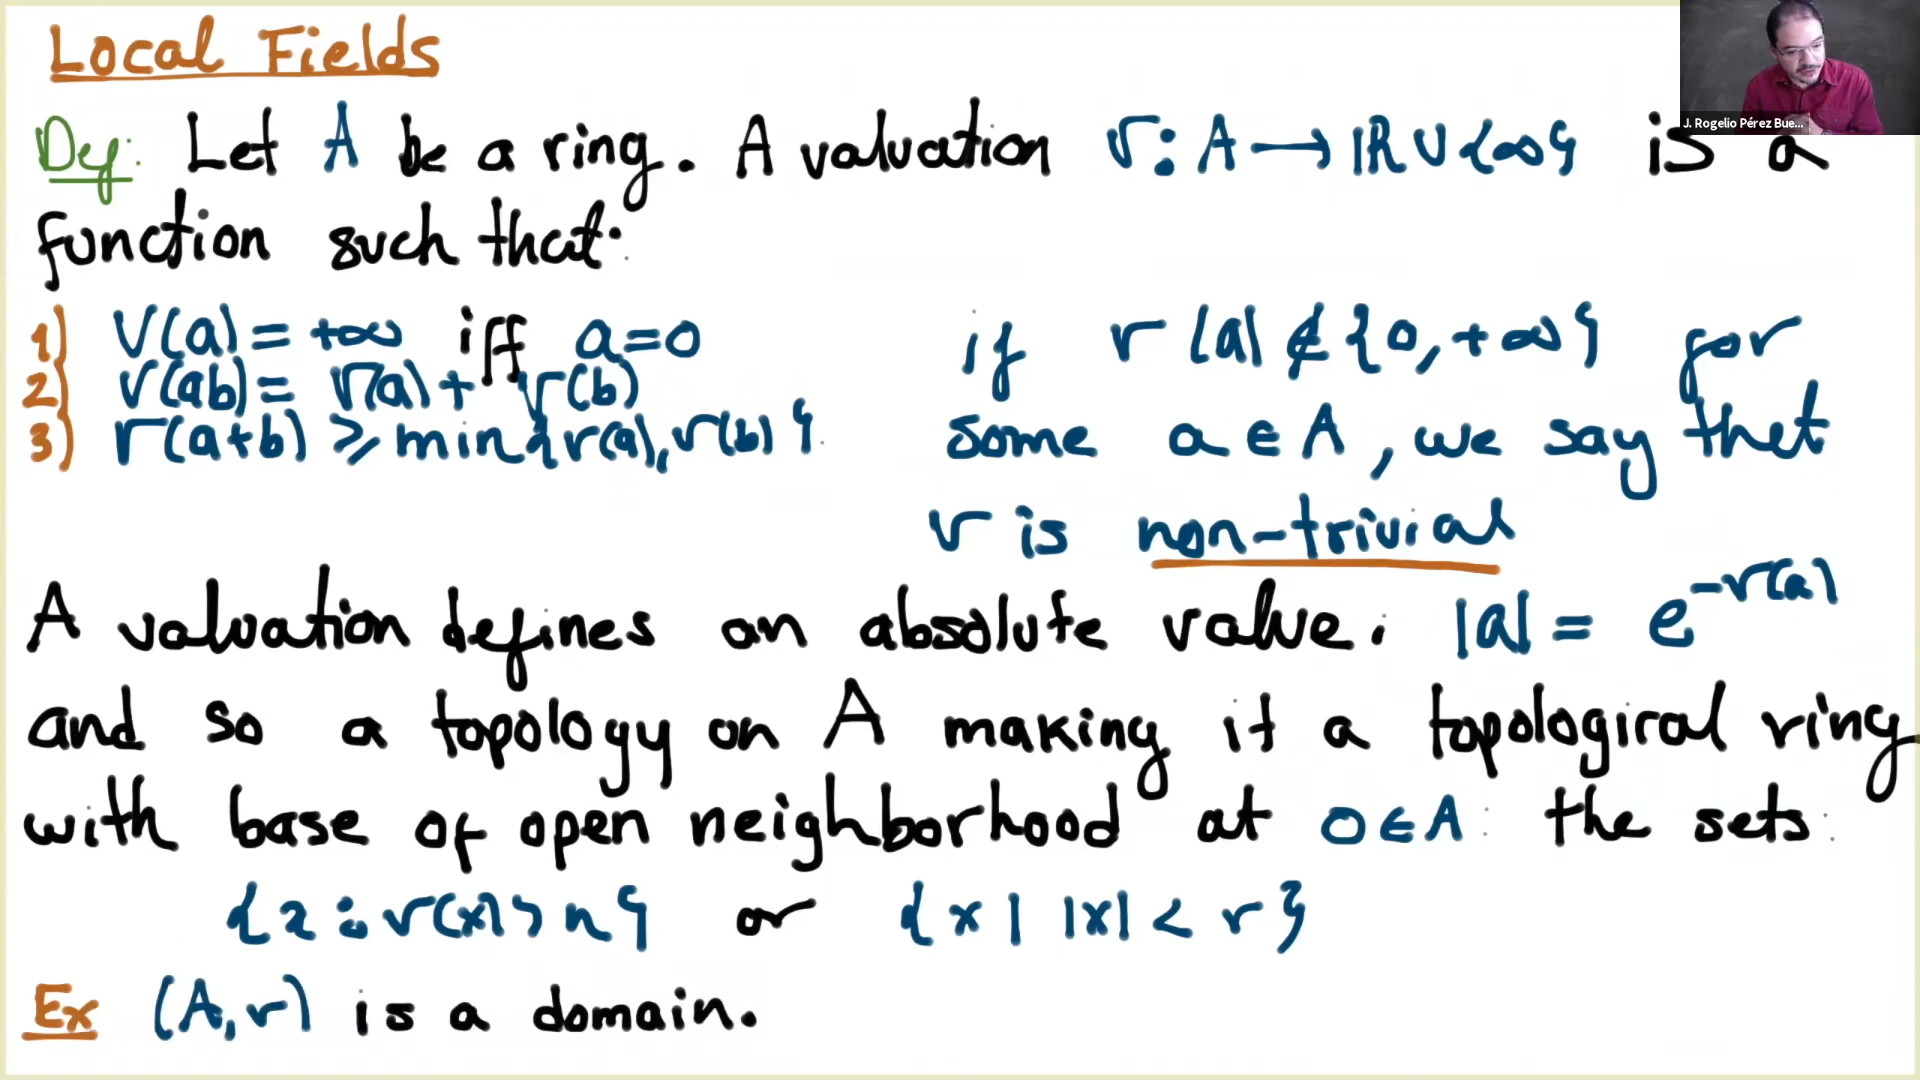 Local Fields
J. Rogelio Pérez Bue...
Def: Let A be a ring. A valuation v: A → ℝ ∪ {∞} is a
function such that:
1) v(a) = +∞ iff a=0
2) v(ab) = v(a) + v(b)
3) v(a+b) ≥ min{v(a), v(b)}.
if v(a) ∉ {0, +∞} for
some a ∈ A, we say that
v is non-trivial
A valuation defines an absolute value: |a| = e^{-v(a)}
and so a topology on A making it a topological ring
with base of open neighborhood at 0 ∈ A: the sets:
{x : v(x) > n} or {x | |x| < r}
Ex (A, v) is a domain.